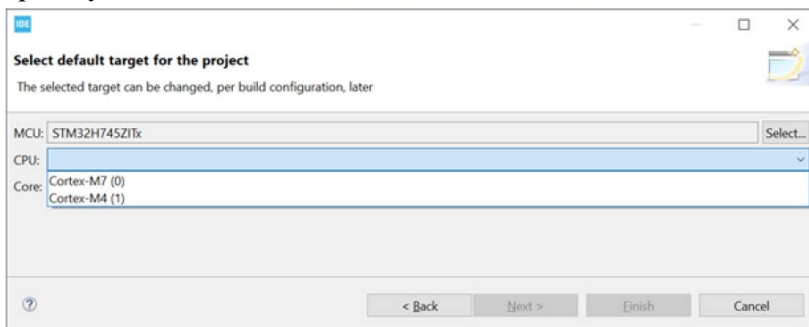 IDE
Select default target for the project
The selected target can be changed, per build configuration, later
MCU: STM32H745ZITx Select...
CPU:
Core: Cortex-M7 (0)
Cortex-M4 (1)
? < Back Next > Finish Cancel